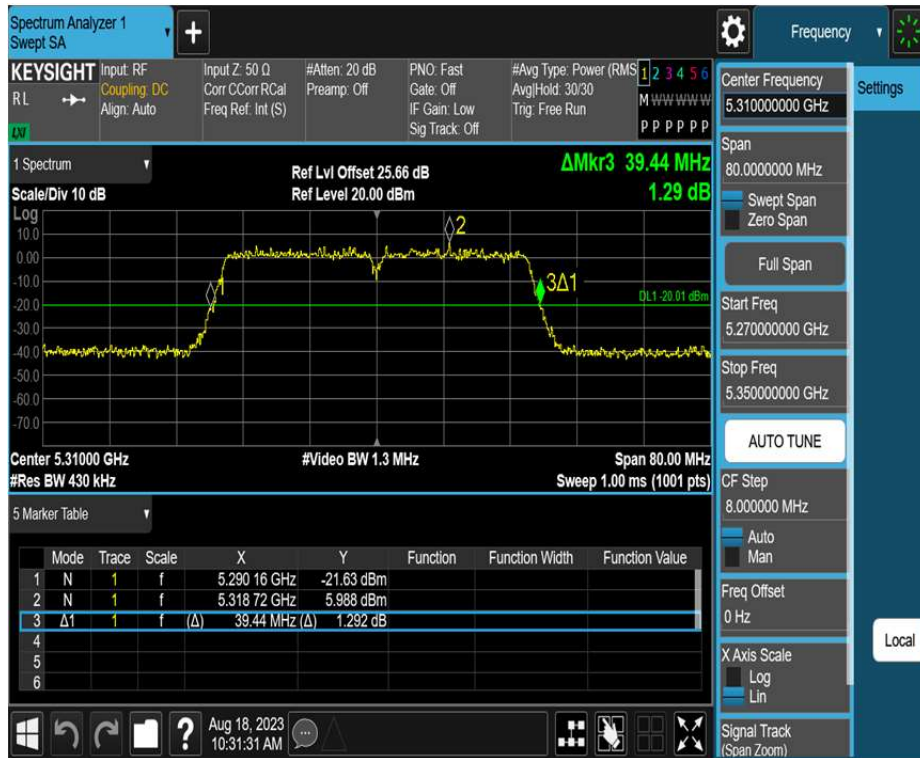 Spectrum Analyzer 1
Swept SA
+
Frequency
KEYSIGHT
RL
LXI
Input: RF
Coupling: DC
Align: Auto
Input Z: 50 Ω
Corr CCorr RCal
Freq Ref: Int (S)
#Atten: 20 dB
Preamp: Off
PNO: Fast
Gate: Off
IF Gain: Low
Sig Track: Off
#Avg Type: Power (RMS
Avg|Hold: 30/30
Trig: Free Run
1 2 3 4 5 6
M W W W W W
P P P P P P
Center Frequency
5.310000000 GHz
Settings
1 Spectrum
Scale/Div 10 dB
Ref Lvl Offset 25.66 dB
Ref Level 20.00 dBm
ΔMkr3 39.44 MHz
1.29 dB
Log
10.0
0.00
-10.0
-20.0
-30.0
-40.0
-50.0
-60.0
-70.0
2
3Δ1
DL1 -20.01 dBm
Center 5.31000 GHz
#Res BW 430 kHz
#Video BW 1.3 MHz
Span 80.00 MHz
Sweep 1.00 ms (1001 pts)
Span
80.0000000 MHz
Swept Span
Zero Span
Full Span
Start Freq
5.270000000 GHz
Stop Freq
5.350000000 GHz
AUTO TUNE
CF Step
8.000000 MHz
Auto
Man
Freq Offset
0 Hz
X Axis Scale
Log
Lin
Signal Track
(Span Zoom)
Local
5 Marker Table
Mode Trace Scale X Y Function Function Width Function Value
1 N 1 f 5.290 16 GHz -21.63 dBm
2 N 1 f 5.318 72 GHz 5.988 dBm
3 Δ1 1 f (Δ) 39.44 MHz (Δ) 1.292 dB
4
5
6
?
Aug 18, 2023
10:31:31 AM